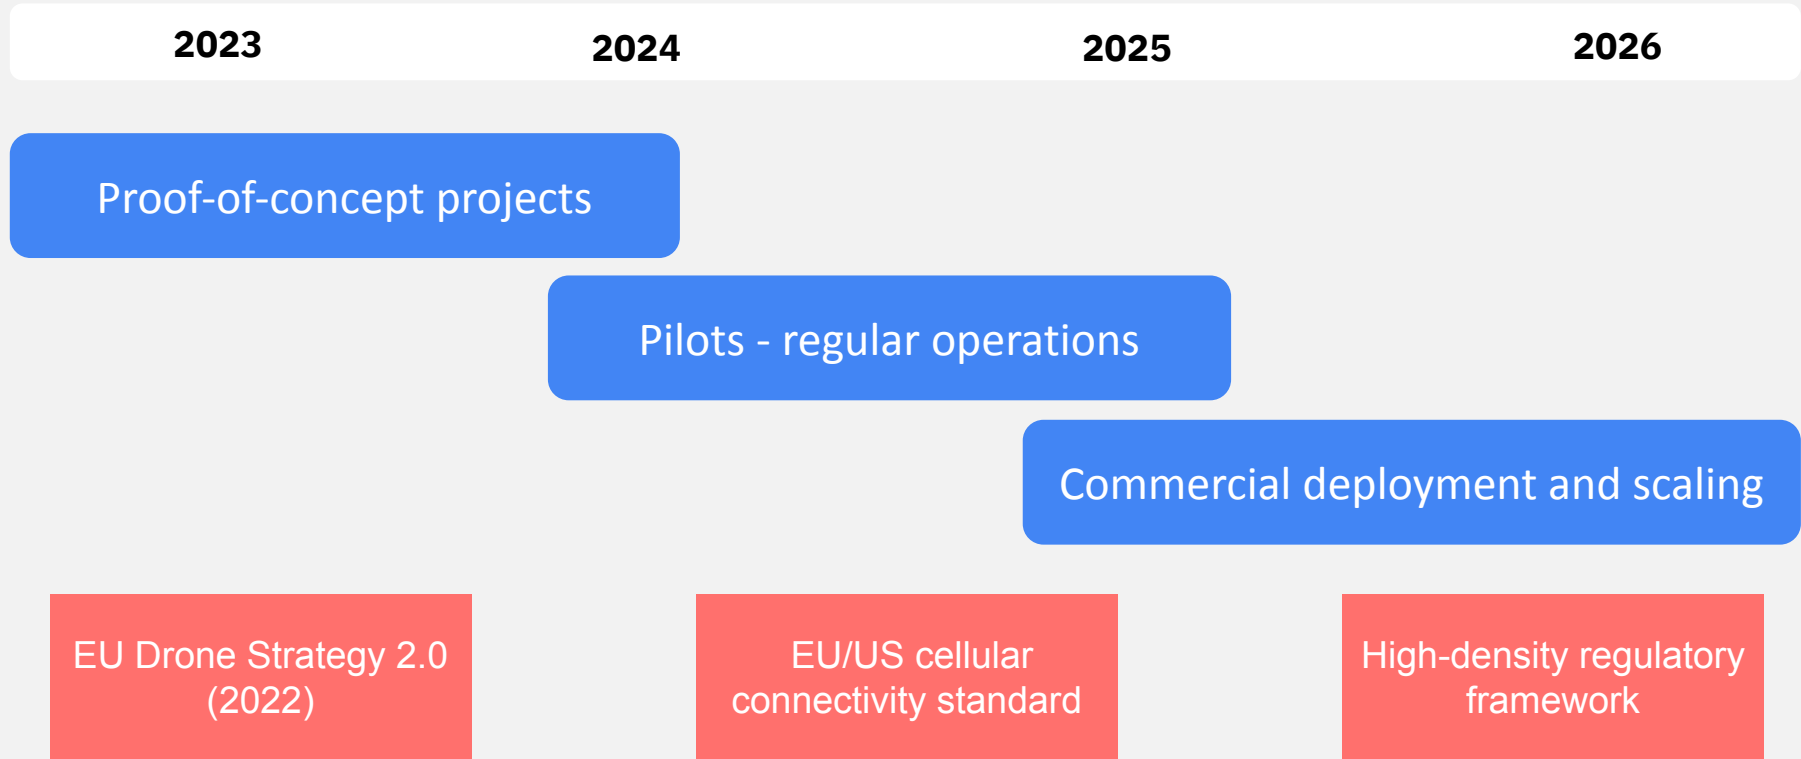 2023 2024 2025 2026
Proof-of-concept projects
Pilots - regular operations
Commercial deployment and scaling
EU Drone Strategy 2.0
(2022)
EU/US cellular
connectivity standard
High-density regulatory
framework